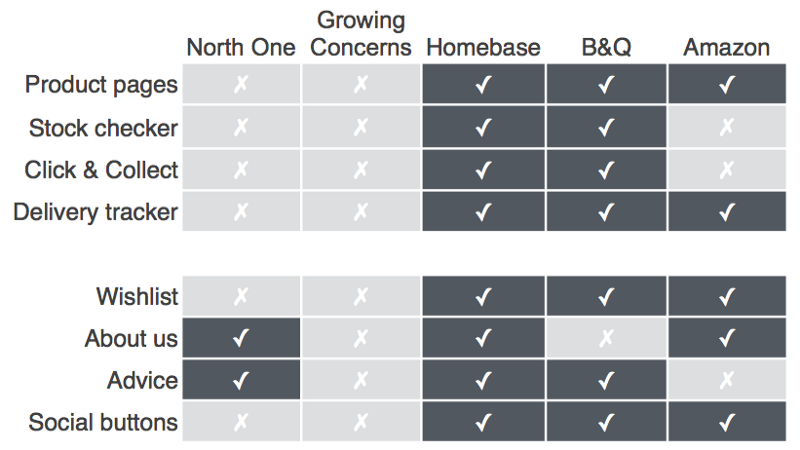 North One Growing Concerns Homebase B&Q Amazon
Product pages ✗ ✗ ✓ ✓ ✓
Stock checker ✗ ✗ ✓ ✓ ✗
Click & Collect ✗ ✗ ✓ ✓ ✗
Delivery tracker ✗ ✗ ✓ ✓ ✓
Wishlist ✗ ✗ ✓ ✓ ✓
About us ✓ ✗ ✓ ✗ ✓
Advice ✓ ✗ ✓ ✓ ✗
Social buttons ✗ ✗ ✓ ✓ ✓